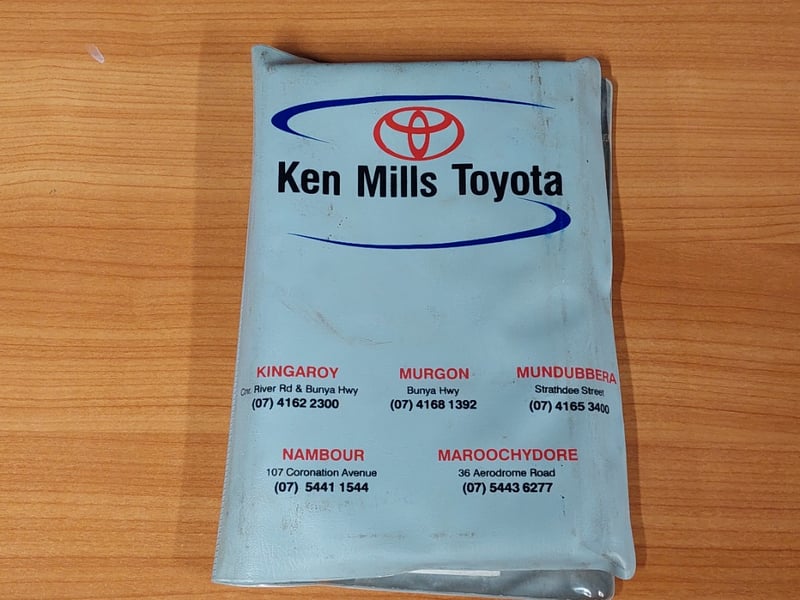 Ken Mills Toyota
KINGAROY
Cnr. River Rd & Bunya Hwy
(07) 4162 2300
MURGON
Bunya Hwy
(07) 4168 1392
MUNDUBBERA
Strathdee Street
(07) 4165 3400
NAMBOUR
107 Coronation Avenue
(07) 5441 1544
MAROOCHYDORE
36 Aerodrome Road
(07) 5443 6277